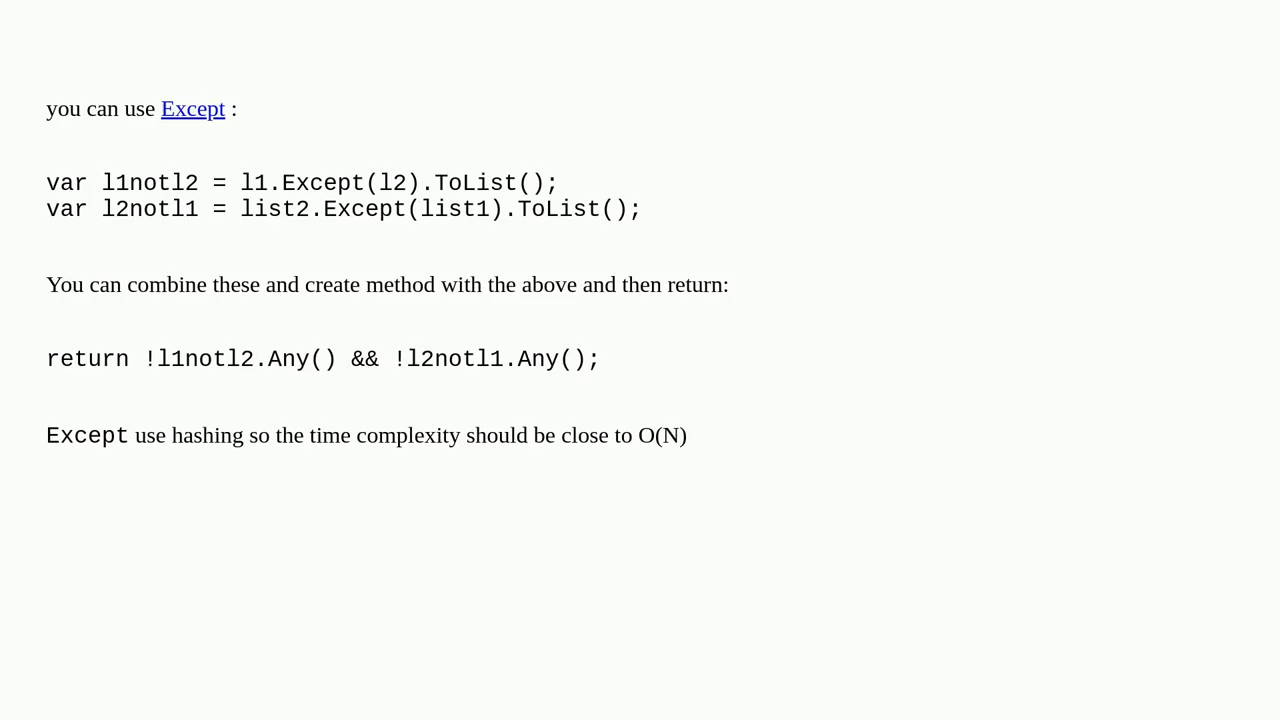 you can use Except :
var l1notl2 = l1.Except(l2).ToList();
var l2notl1 = list2.Except(list1).ToList();
You can combine these and create method with the above and then return:
return !l1notl2.Any() && !l2notl1.Any();
Except use hashing so the time complexity should be close to O(N)